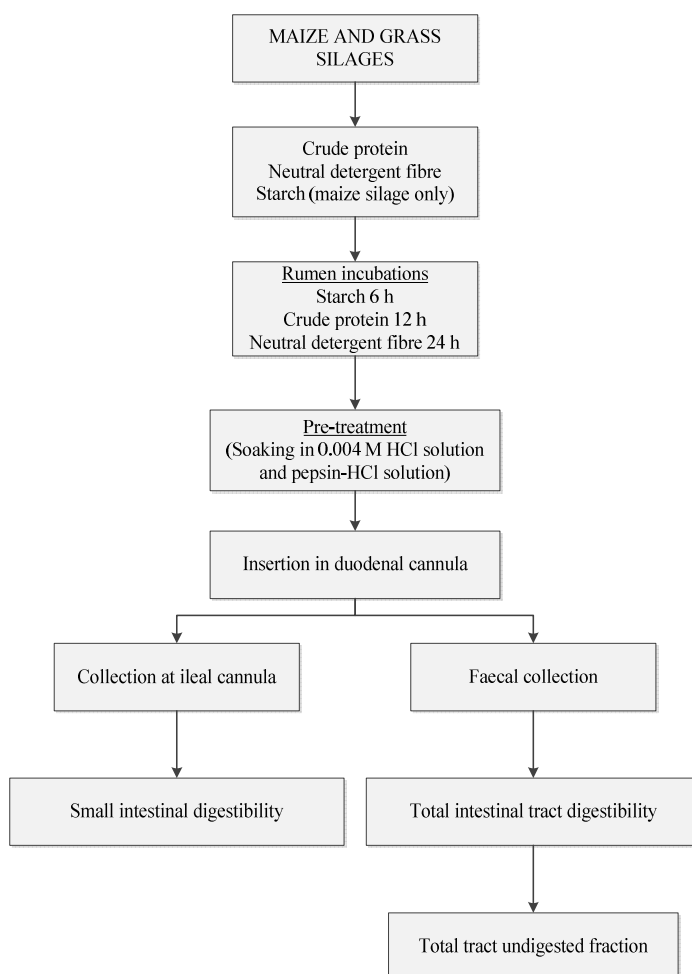 MAIZE AND GRASS
SILAGES
Crude protein
Neutral detergent fibre
Starch (maize silage only)
Rumen incubations
Starch 6 h
Crude protein 12 h
Neutral detergent fibre 24 h
Pre-treatment
(Soaking in 0.004 M HCl solution
and pepsin-HCl solution)
Insertion in duodenal cannula
Collection at ileal cannula
Faecal collection
Small intestinal digestibility
Total intestinal tract digestibility
Total tract undigested fraction